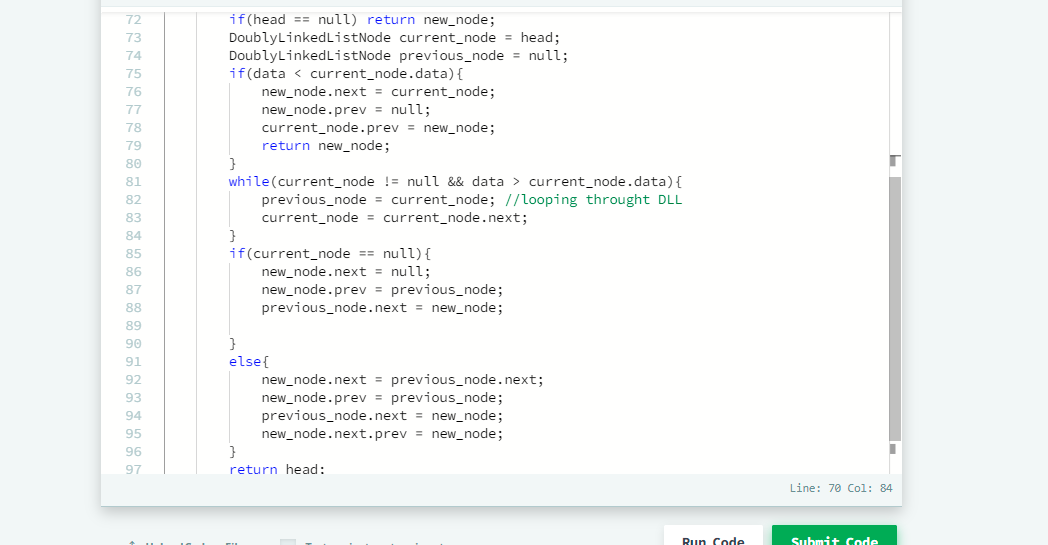 72 if(head == null) return new_node;
73 DoublyLinkedListNode current_node = head;
74 DoublyLinkedListNode previous_node = null;
75 if(data < current_node.data){
76 new_node.next = current_node;
77 new_node.prev = null;
78 current_node.prev = new_node;
79 return new_node;
80 }
81 while(current_node != null && data > current_node.data){
82 previous_node = current_node; //looping throught DLL
83 current_node = current_node.next;
84 }
85 if(current_node == null){
86 new_node.next = null;
87 new_node.prev = previous_node;
88 previous_node.next = new_node;
89
90 }
91 else{
92 new_node.next = previous_node.next;
93 new_node.prev = previous_node;
94 previous_node.next = new_node;
95 new_node.next.prev = new_node;
96 }
97 return head;
Line: 70 Col: 84
Run Code Submit Code